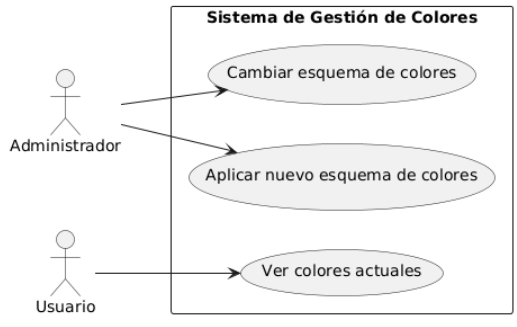 Sistema de Gestión de Colores
Cambiar esquema de colores
Administrador
Aplicar nuevo esquema de colores
Ver colores actuales
Usuario